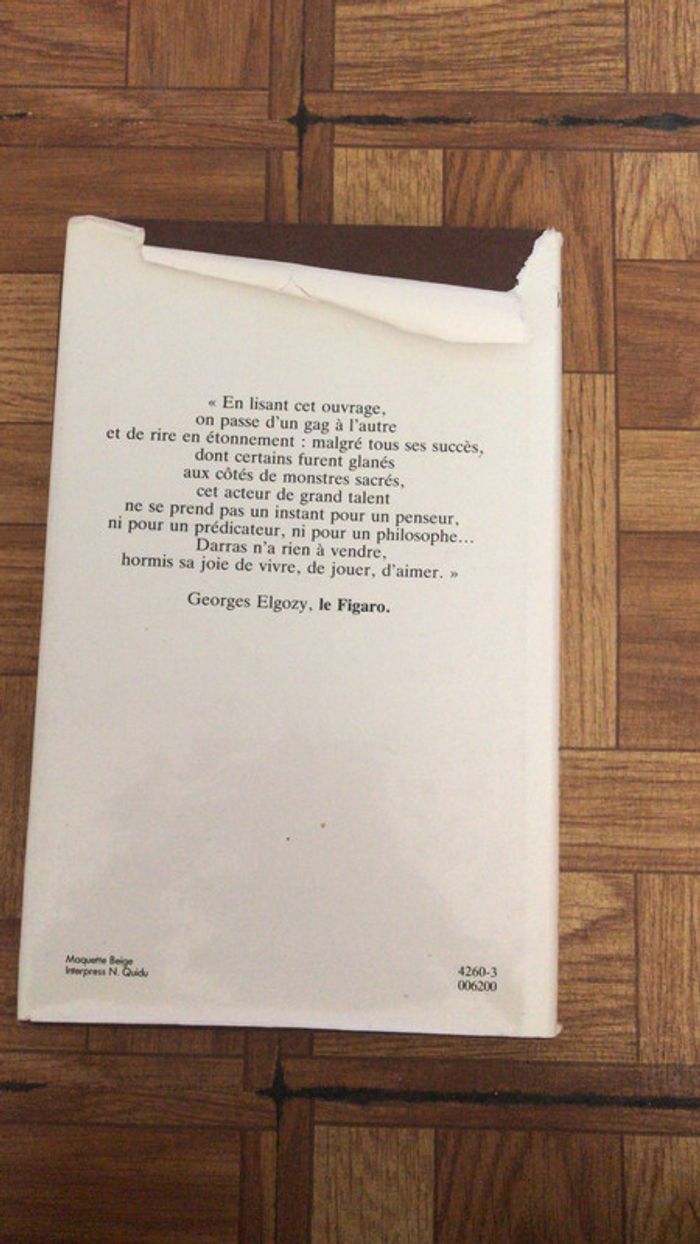 « En lisant cet ouvrage,
on passe d'un gag à l'autre
et de rire en étonnement : malgré tous ses succès,
dont certains furent glanés
aux côtés de monstres sacrés,
cet acteur de grand talent
ne se prend pas un instant pour un penseur,
ni pour un prédicateur, ni pour un philosophe...
Darras n'a rien à vendre,
hormis sa joie de vivre, de jouer, d'aimer. »
Georges Elgozy, le Figaro.
Maquette Beige
Interpress N. Quidu
4260-3
006200